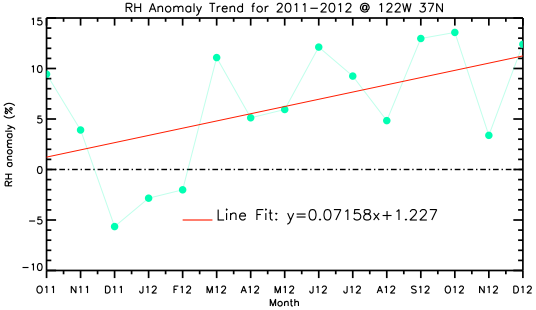 RH Anomaly Trend for 2011-2012 @ 122W 37N
15
10
5
0
-5
-10
RH anomaly (%)
Line Fit: y=0.07158x+1.227
O11 N11 D11 J12 F12 M12 A12 M12 J12 J12 A12 S12 O12 N12 D12
Month